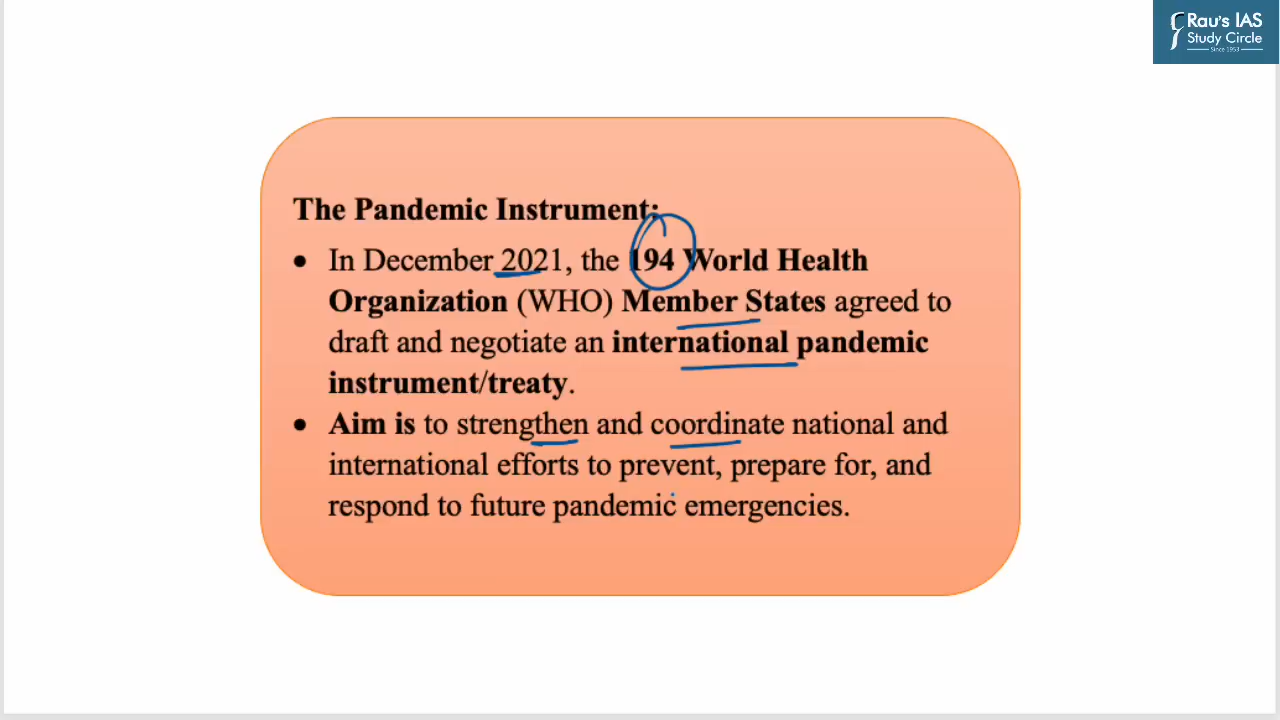 Rau's IAS
Study Circle
Since 1953
The Pandemic Instrument:
• In December 2021, the 194 World Health
Organization (WHO) Member States agreed to
draft and negotiate an international pandemic
instrument/treaty.
• Aim is to strengthen and coordinate national and
international efforts to prevent, prepare for, and
respond to future pandemic emergencies.